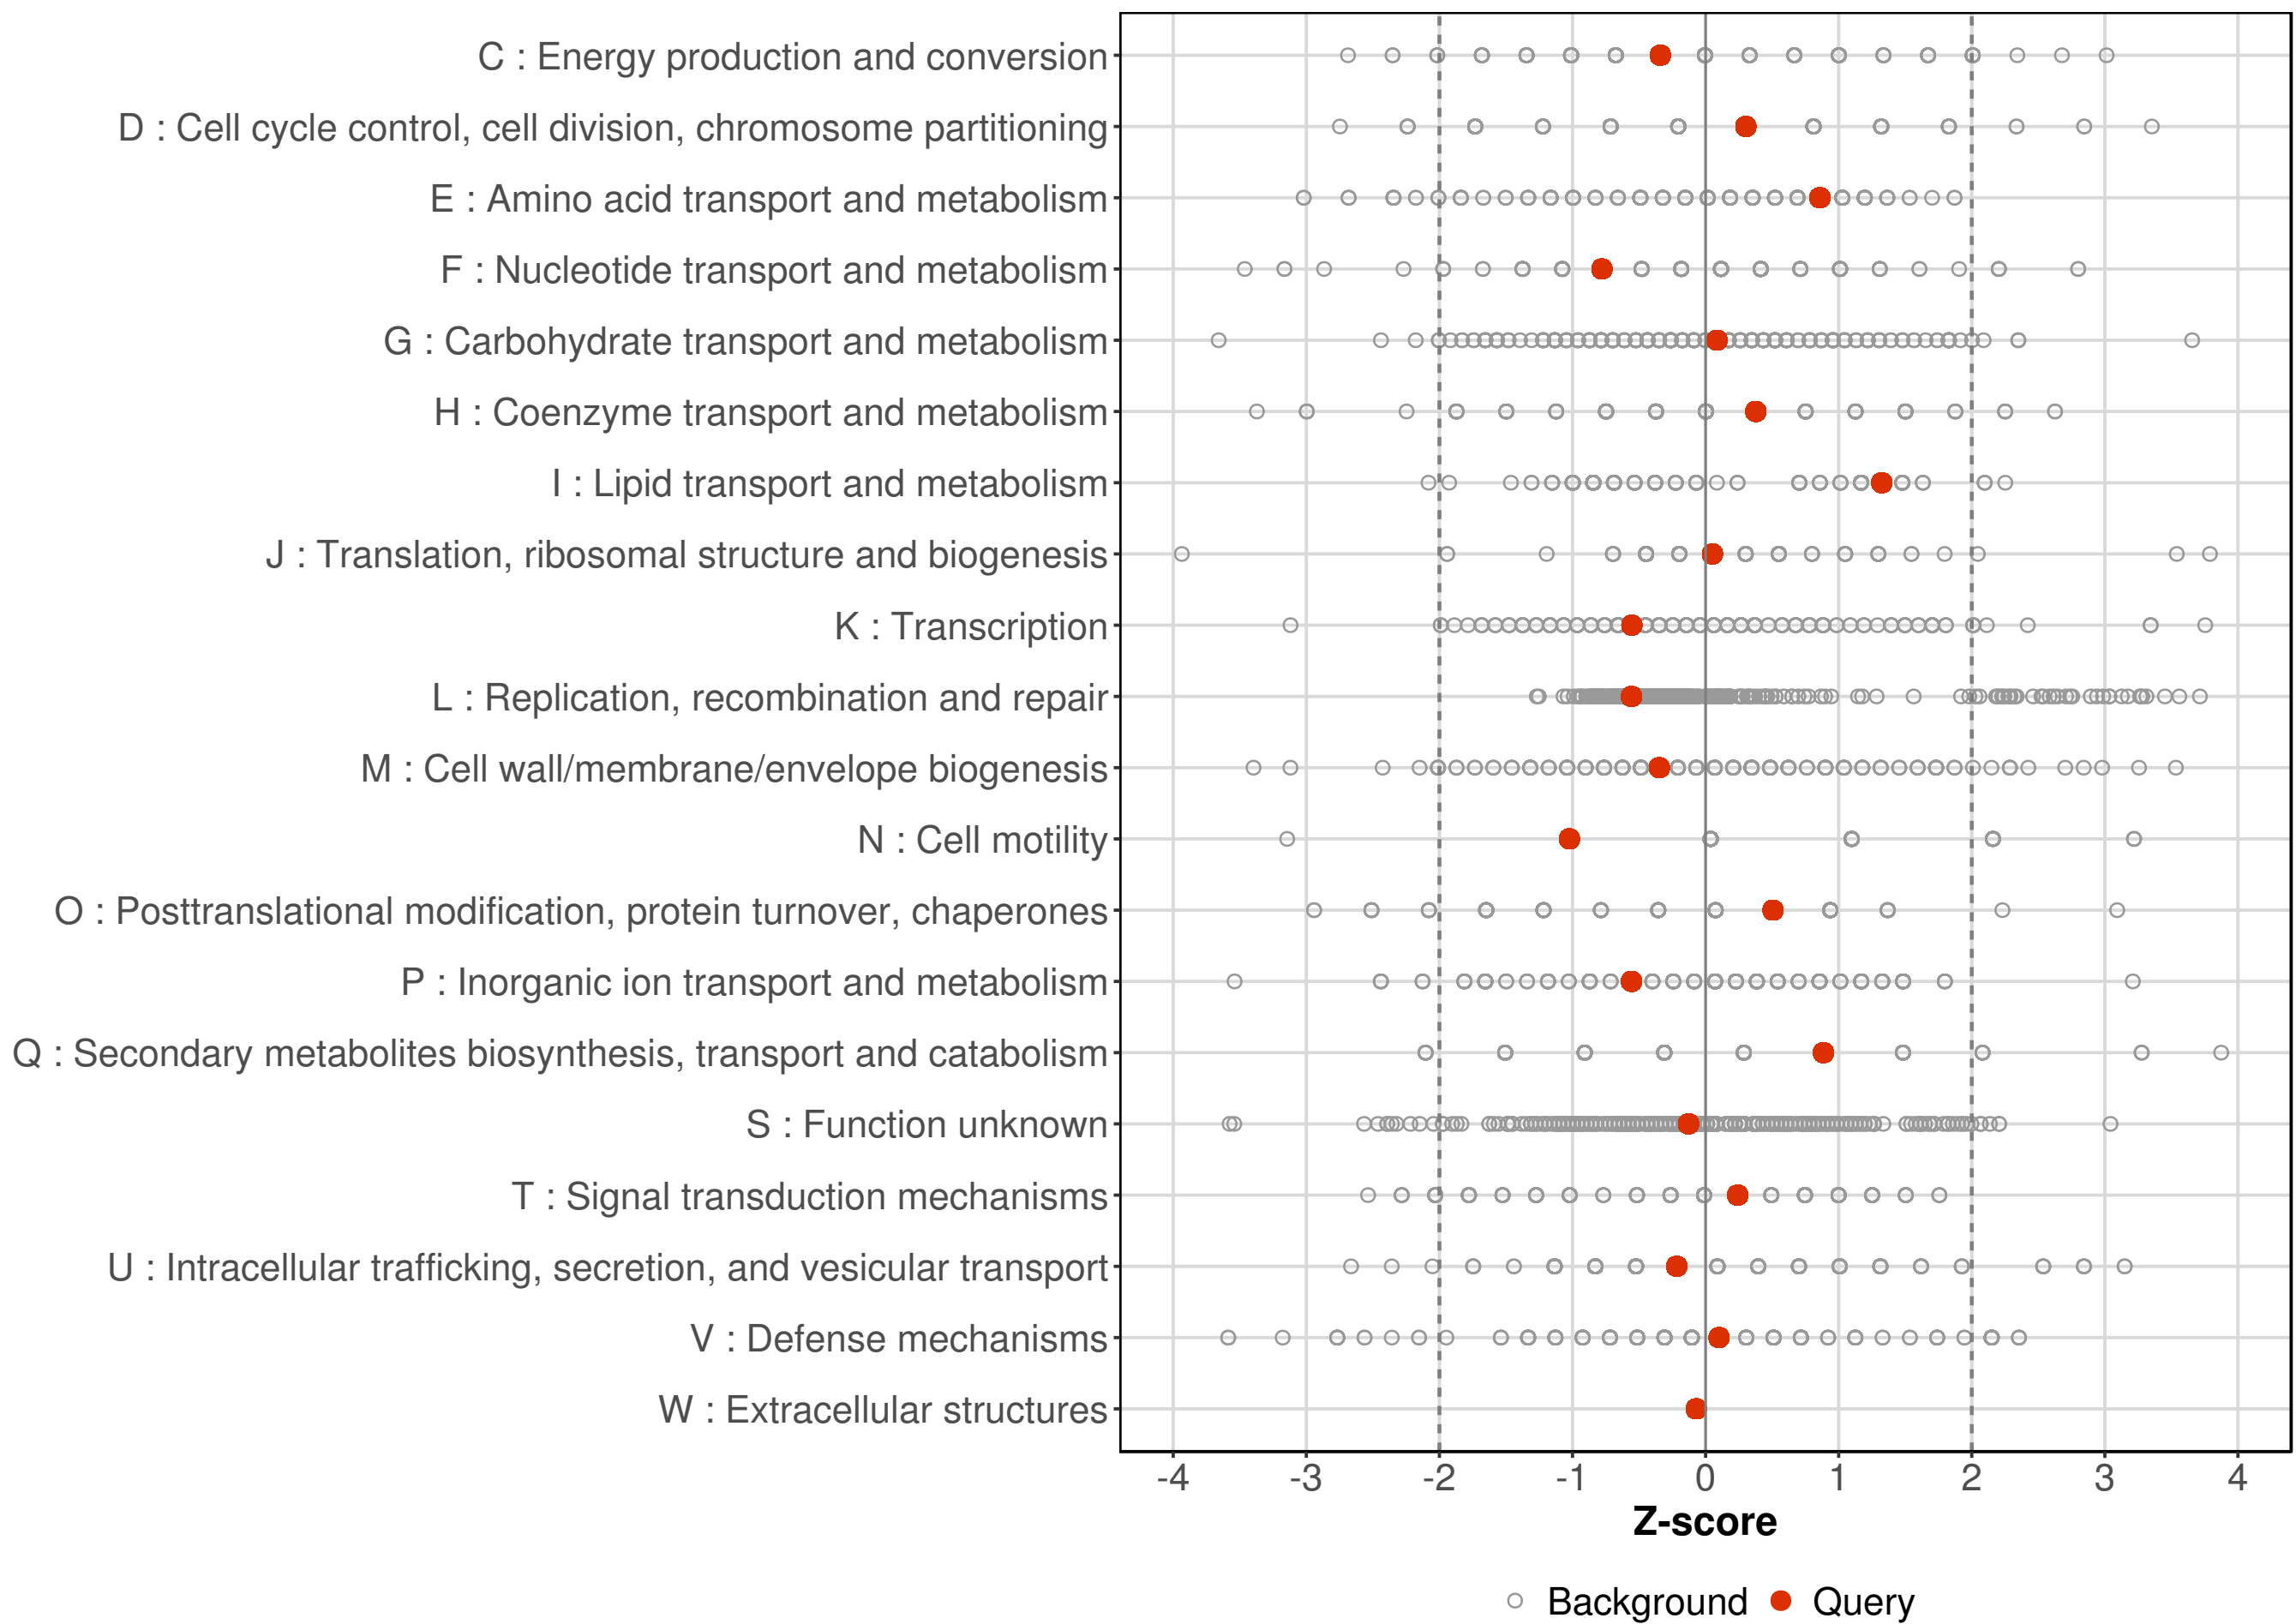 C : Energy production and conversion
D : Cell cycle control, cell division, chromosome partitioning
E : Amino acid transport and metabolism
F : Nucleotide transport and metabolism
G : Carbohydrate transport and metabolism
H : Coenzyme transport and metabolism
I : Lipid transport and metabolism
J : Translation, ribosomal structure and biogenesis
K : Transcription
L : Replication, recombination and repair
M : Cell wall/membrane/envelope biogenesis
N : Cell motility
O : Posttranslational modification, protein turnover, chaperones
P : Inorganic ion transport and metabolism
Q : Secondary metabolites biosynthesis, transport and catabolism
S : Function unknown
T : Signal transduction mechanisms
U : Intracellular trafficking, secretion, and vesicular transport
V : Defense mechanisms
W : Extracellular structures
-4 -3 -2 -1 0 1 2 3 4
Z-score
Background Query